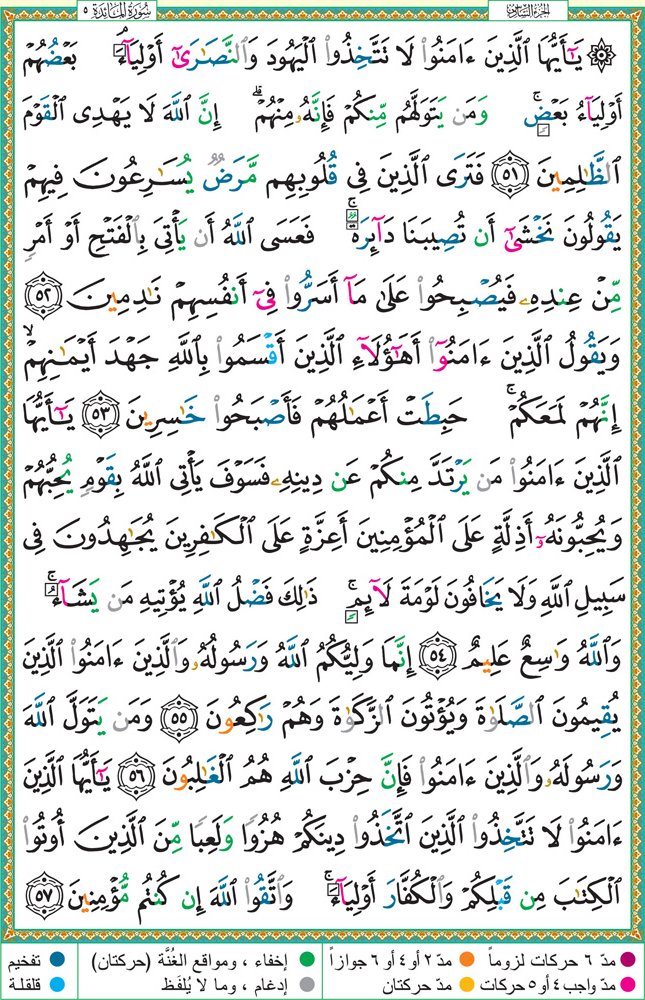 سُورَةُ المَائـدَة ٥
الجُزءُ السَّادِسُ
۞ يَـٰٓأَيُّهَا ٱلَّذِينَ ءَامَنُوا۟ لَا تَتَّخِذُوا۟ ٱلْيَهُودَ وَٱلنَّصَـٰرَىٰٓ أَوْلِيَآءَ ۘ بَعْضُهُمْ
أَوْلِيَآءُ بَعْضٍ ۚ وَمَن يَتَوَلَّهُم مِّنكُمْ فَإِنَّهُۥ مِنْهُمْ ۗ إِنَّ ٱللَّهَ لَا يَهْدِى ٱلْقَوْمَ
ٱلظَّـٰلِمِينَ ﴿٥١﴾ فَتَرَى ٱلَّذِينَ فِى قُلُوبِهِم مَّرَضٌ يُسَـٰرِعُونَ فِيهِمْ
يَقُولُونَ نَخْشَىٰٓ أَن تُصِيبَنَا دَآئِرَةٌ ۚ فَعَسَى ٱللَّهُ أَن يَأْتِىَ بِٱلْفَتْحِ أَوْ أَمْرٍ
مِّنْ عِندِهِۦ فَيُصْبِحُوا۟ عَلَىٰ مَآ أَسَرُّوا۟ فِىٓ أَنفُسِهِمْ نَـٰدِمِينَ ﴿٥٢﴾
وَيَقُولُ ٱلَّذِينَ ءَامَنُوٓا۟ أَهَـٰٓؤُلَآءِ ٱلَّذِينَ أَقْسَمُوا۟ بِٱللَّهِ جَهْدَ أَيْمَـٰنِهِمْ ۙ
إِنَّهُمْ لَمَعَكُمْ ۚ حَبِطَتْ أَعْمَـٰلُهُمْ فَأَصْبَحُوا۟ خَـٰسِرِينَ ﴿٥٣﴾ يَـٰٓأَيُّهَا
ٱلَّذِينَ ءَامَنُوا۟ مَن يَرْتَدَّ مِنكُمْ عَن دِينِهِۦ فَسَوْفَ يَأْتِى ٱللَّهُ بِقَوْمٍ يُحِبُّهُمْ
وَيُحِبُّونَهُۥٓ أَذِلَّةٍ عَلَى ٱلْمُؤْمِنِينَ أَعِزَّةٍ عَلَى ٱلْكَـٰفِرِينَ يُجَـٰهِدُونَ فِى
سَبِيلِ ٱللَّهِ وَلَا يَخَافُونَ لَوْمَةَ لَآئِمٍ ۚ ذَٰلِكَ فَضْلُ ٱللَّهِ يُؤْتِيهِ مَن يَشَآءُ ۚ
وَٱللَّهُ وَٰسِعٌ عَلِيمٌ ﴿٥٤﴾ إِنَّمَا وَلِيُّكُمُ ٱللَّهُ وَرَسُولُهُۥ وَٱلَّذِينَ ءَامَنُوا۟ ٱلَّذِينَ
يُقِيمُونَ ٱلصَّلَوٰةَ وَيُؤْتُونَ ٱلزَّكَوٰةَ وَهُمْ رَٰكِعُونَ ﴿٥٥﴾ وَمَن يَتَوَلَّ ٱللَّهَ
وَرَسُولَهُۥ وَٱلَّذِينَ ءَامَنُوا۟ فَإِنَّ حِزْبَ ٱللَّهِ هُمُ ٱلْغَـٰلِبُونَ ﴿٥٦﴾ يَـٰٓأَيُّهَا ٱلَّذِينَ
ءَامَنُوا۟ لَا تَتَّخِذُوا۟ ٱلَّذِينَ ٱتَّخَذُوا۟ دِينَكُمْ هُزُوًا وَلَعِبًا مِّنَ ٱلَّذِينَ أُوتُوا۟
ٱلْكِتَـٰبَ مِن قَبْلِكُمْ وَٱلْكُفَّارَ أَوْلِيَآءَ ۚ وَٱتَّقُوا۟ ٱللَّهَ إِن كُنتُم مُّؤْمِنِينَ ﴿٥٧﴾
مدّ ٦ حركات لزوماً مدّ ٢ أو ٤ أو ٦ جوازاً إخفاء ، ومواقع الغُنَّة (حركتان) تفخيم
مدّ واجب ٤ أو ٥ حركات مدّ حركتان إدغام ، وما لا يُلفَظ قلقلة